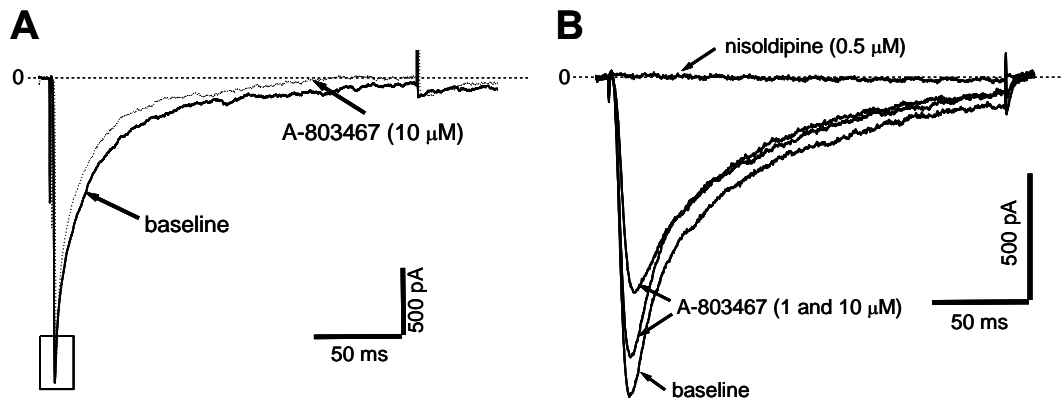 A
0
A-803467 (10 μM)
baseline
500 pA
50 ms
B
nisoldipine (0.5 μM)
0
500 pA
A-803467 (1 and 10 μM)
50 ms
baseline